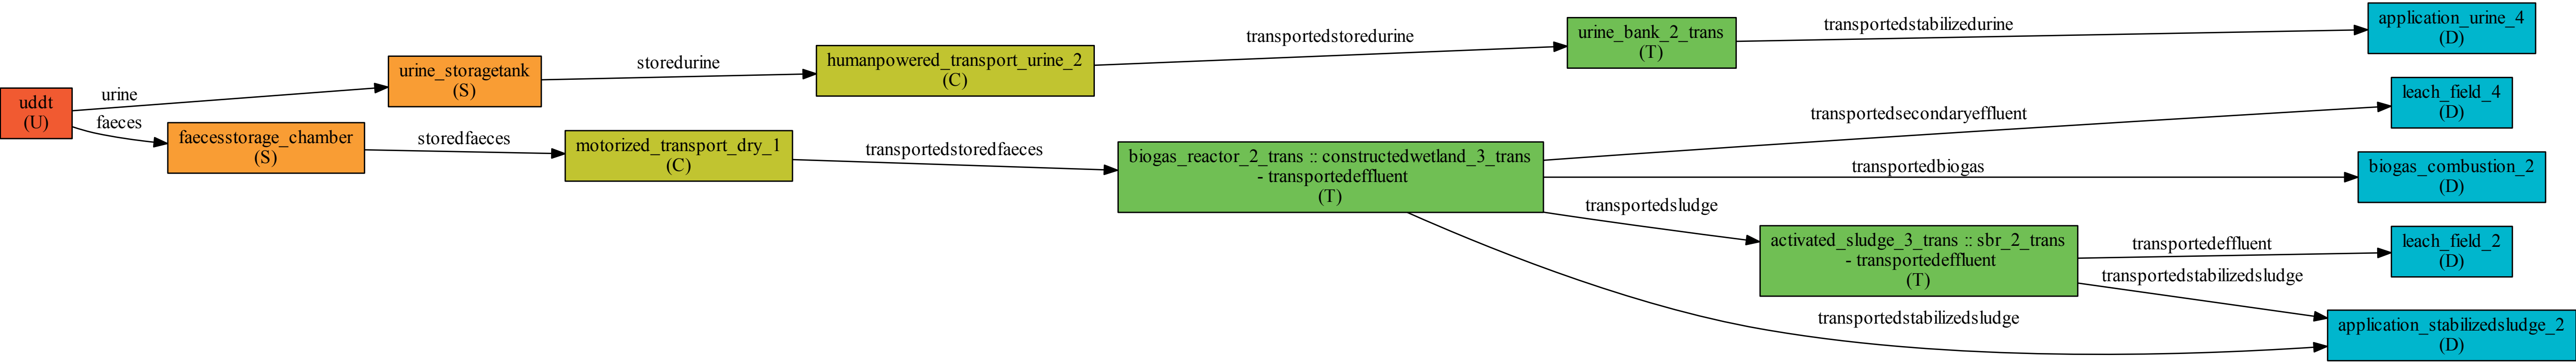 uddt
(U)
urine
faeces
urine_storagetank
(S)
faecesstorage_chamber
(S)
storedurine
storedfaeces
humanpowered_transport_urine_2
(C)
motorized_transport_dry_1
(C)
transportedstoredurine
transportedstoredfaeces
urine_bank_2_trans
(T)
biogas_reactor_2_trans :: constructedwetland_3_trans
- transportedeffluent
(T)
transportedstabilizedurine
transportedsecondaryeffluent
transportedbiogas
transportedsludge
transportedstabilizedsludge
activated_sludge_3_trans :: sbr_2_trans
- transportedeffluent
(T)
transportedeffluent
transportedstabilizedsludge
application_urine_4
(D)
leach_field_4
(D)
biogas_combustion_2
(D)
leach_field_2
(D)
application_stabilizedsludge_2
(D)